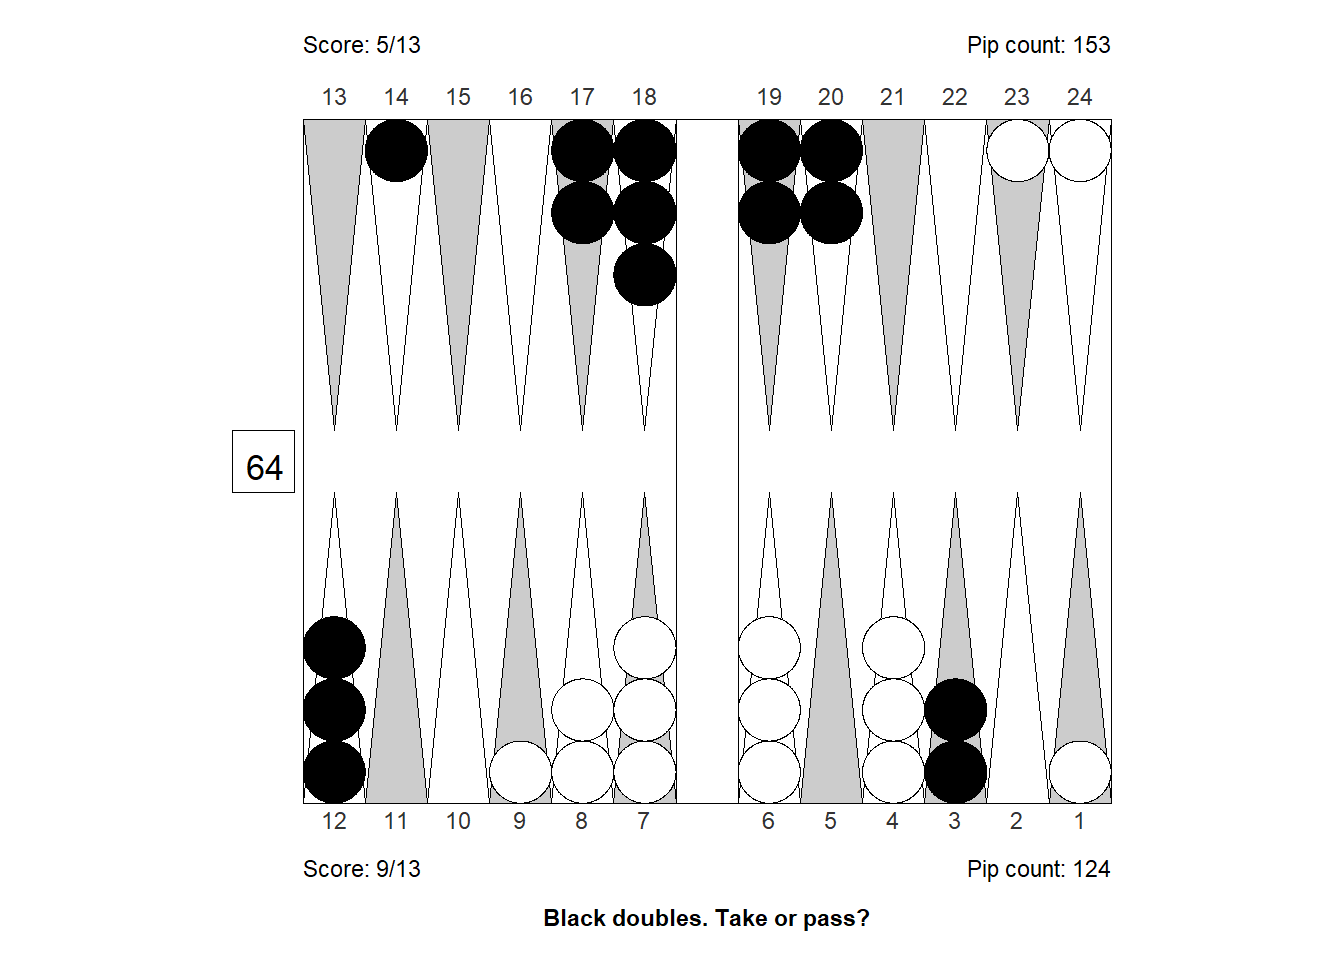 Score: 5/13 Pip count: 153
13 14 15 16 17 18 19 20 21 22 23 24
64
12 11 10 9 8 7 6 5 4 3 2 1
Score: 9/13 Pip count: 124
Black doubles. Take or pass?